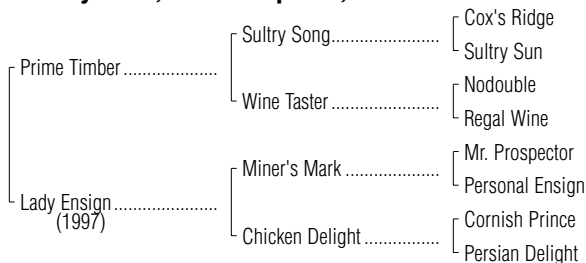 Cox's Ridge
Sultry Song....................
Sultry Sun
Prime Timber....................
Nodouble
Wine Taster....................
Regal Wine
Mr. Prospector
Miner's Mark....................
Personal Ensign
Lady Ensign....................
(1997)
Cornish Prince
Chicken Delight....................
Persian Delight